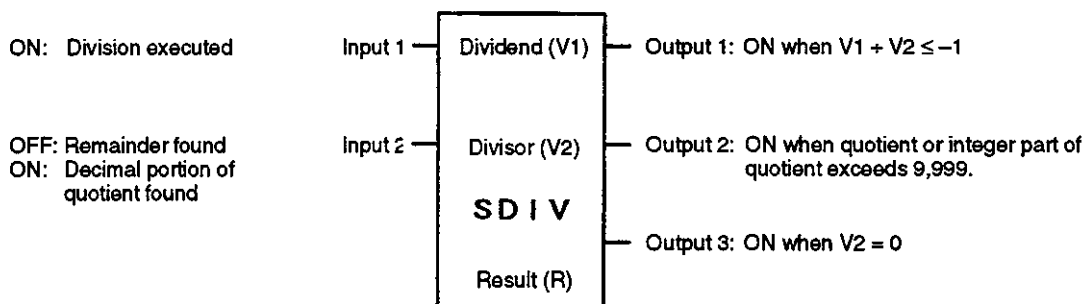 ON: Division executed
Input 1
Dividend (V1)
Output 1: ON when V1 ÷ V2 ≤ –1
OFF: Remainder found
ON: Decimal portion of
quotient found
Input 2
Divisor (V2)
Output 2: ON when quotient or integer part of
quotient exceeds 9,999.
SDIV
Output 3: ON when V2 = 0
Result (R)